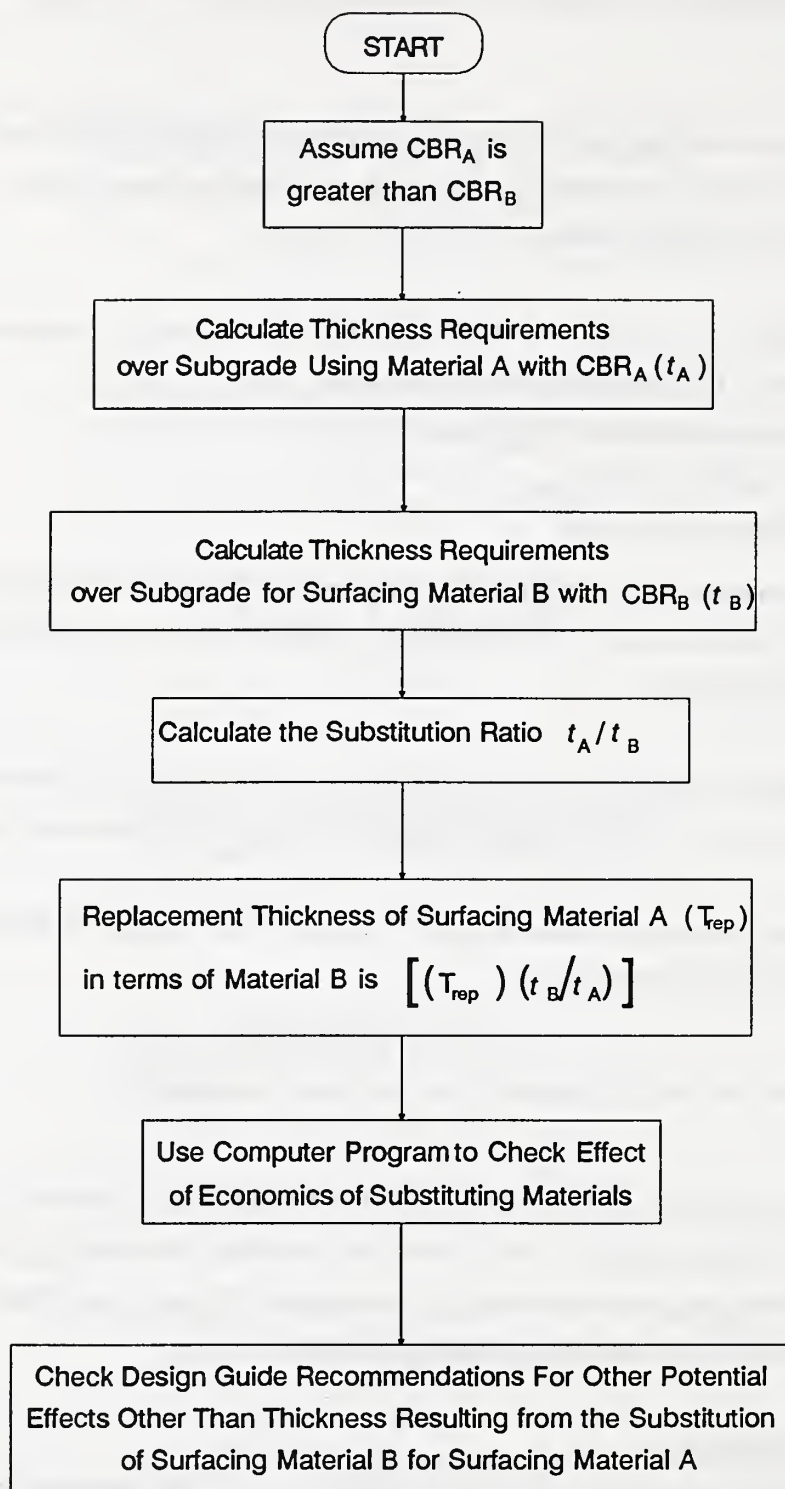 START
Assume CBR_A is
greater than CBR_B
Calculate Thickness Requirements
over Subgrade Using Material A with CBR_A (t_A)
Calculate Thickness Requirements
over Subgrade for Surfacing Material B with CBR_B (t_B)
Calculate the Substitution Ratio t_A/t_B
Replacement Thickness of Surfacing Material A (T_rep)
in terms of Material B is [(T_rep) (t_B/t_A)]
Use Computer Program to Check Effect
of Economics of Substituting Materials
Check Design Guide Recommendations For Other Potential
Effects Other Than Thickness Resulting from the Substitution
of Surfacing Material B for Surfacing Material A